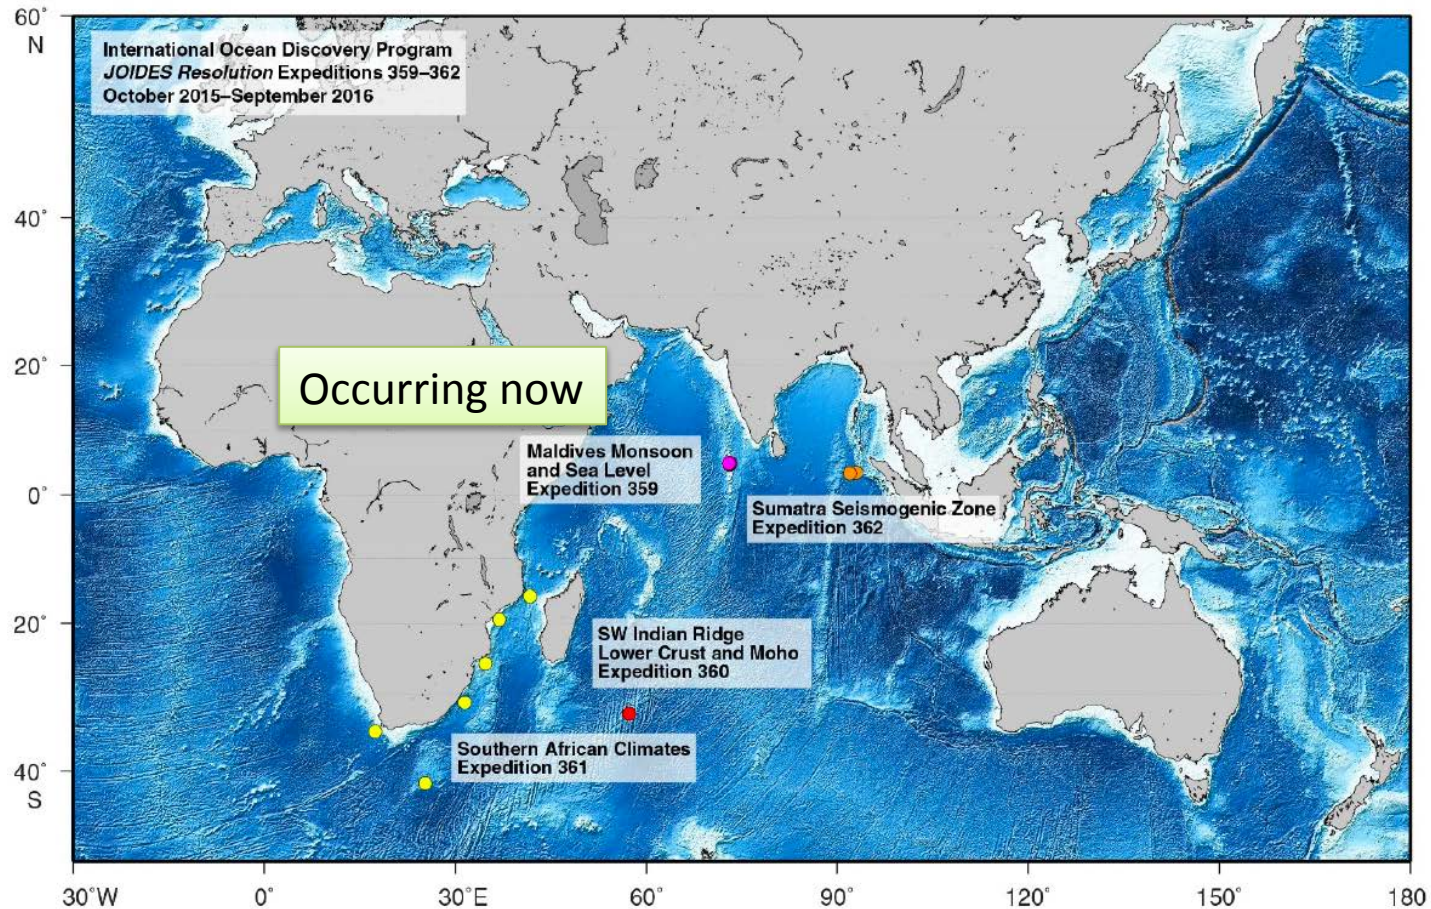 60°
N
International Ocean Discovery Program
JOIDES Resolution Expeditions 359–362
October 2015–September 2016
40°
20°
Occurring now
Maldives Monsoon
and Sea Level
Expedition 359
0°
Sumatra Seismogenic Zone
Expedition 362
20°
SW Indian Ridge
Lower Crust and Moho
Expedition 360
Southern African Climates
Expedition 361
40°
S
30°W 0° 30°E 60° 90° 120° 150° 180